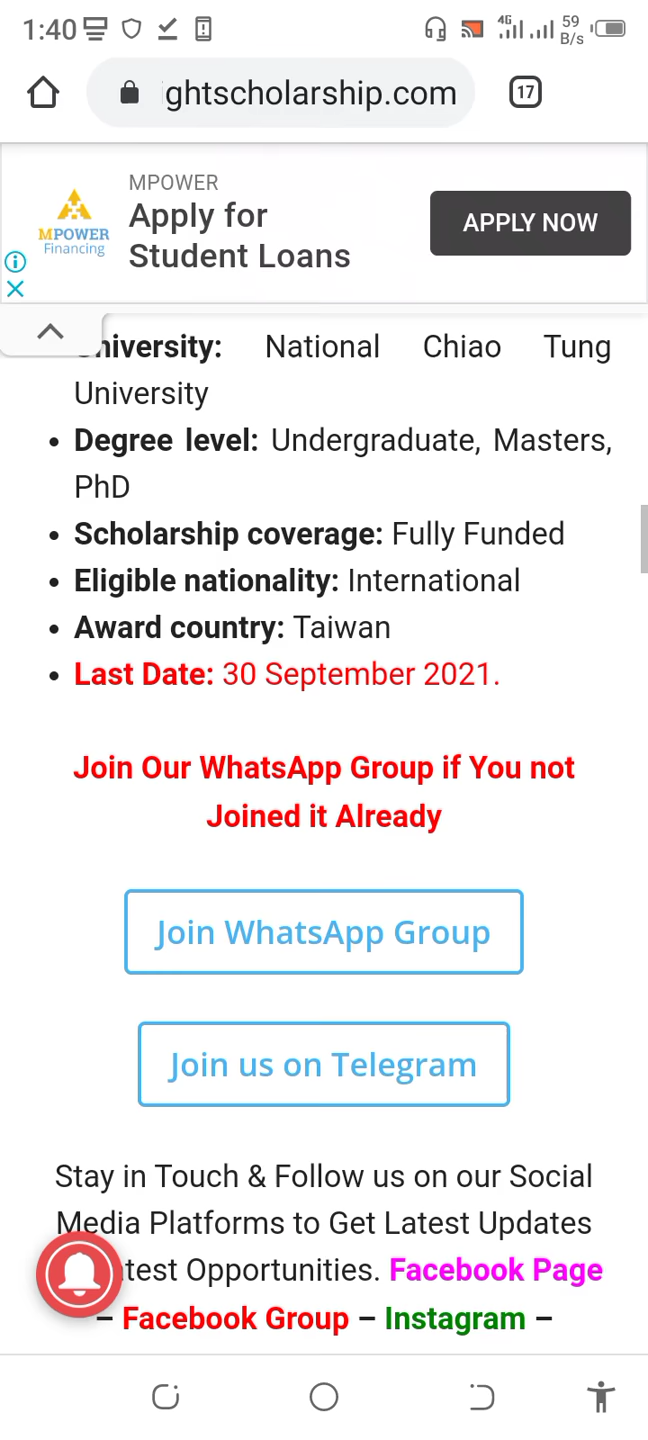 1:40
4G
59
B/s
ghtscholarship.com
17
MPOWER
Apply for
Student Loans
APPLY NOW
MPOWER
Financing
University: National Chiao Tung
University
• Degree level: Undergraduate, Masters,
PhD
• Scholarship coverage: Fully Funded
• Eligible nationality: International
• Award country: Taiwan
• Last Date: 30 September 2021.
Join Our WhatsApp Group if You not
Joined it Already
Join WhatsApp Group
Join us on Telegram
Stay in Touch & Follow us on our Social
Media Platforms to Get Latest Updates
test Opportunities. Facebook Page
– Facebook Group – Instagram –